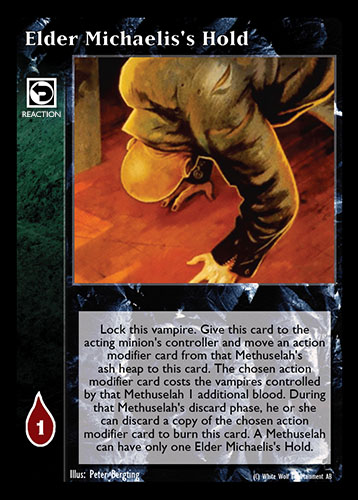 Elder Michaelis's Hold
REACTION
Lock this vampire. Give this card to the
acting minion's controller and move an action
modifier card from that Methuselah's
ash heap to this card. The chosen action
modifier card costs the vampires controlled
by that Methuselah 1 additional blood. During
that Methuselah's discard phase, he or she
can discard a copy of the chosen action
modifier card to burn this card. A Methuselah
can have only one Elder Michaelis's Hold.
1
Illus: Peter Bergting
(C) White Wolf Entertainment AB